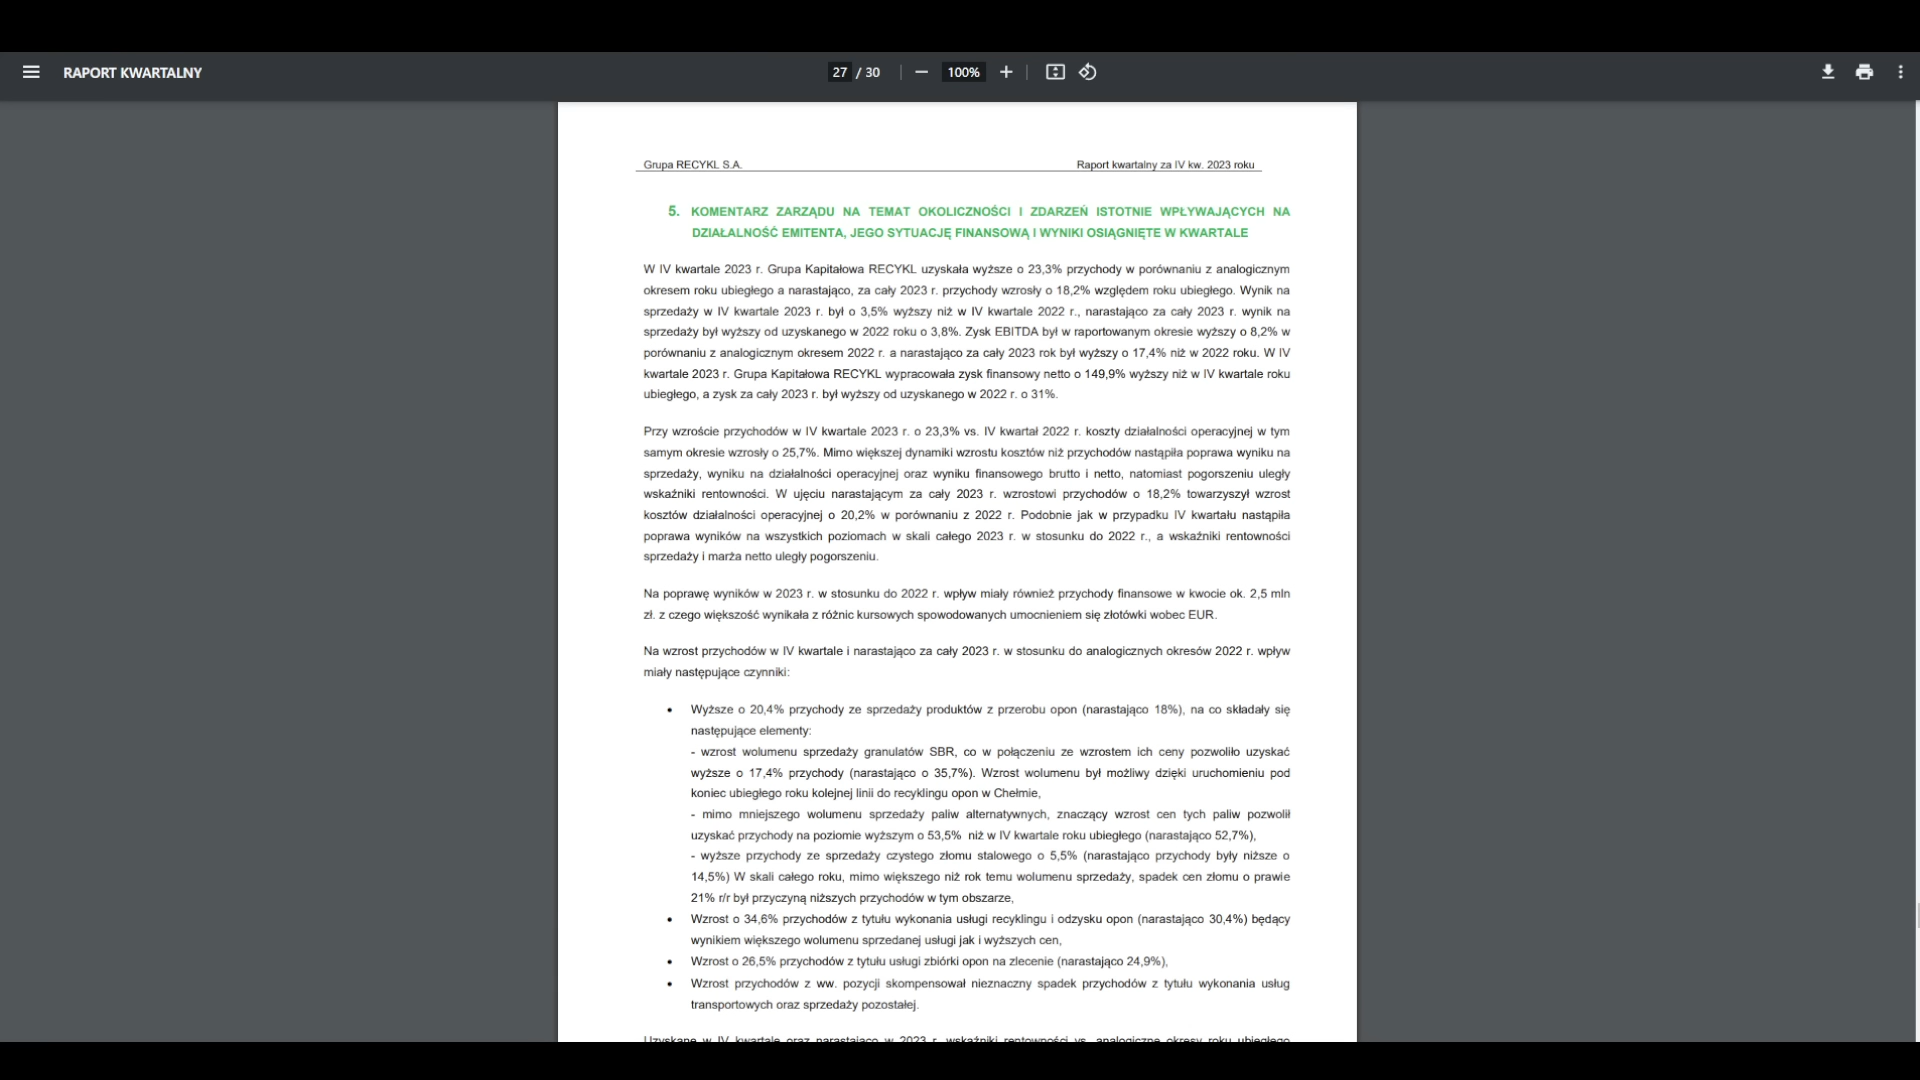 RAPORT KWARTALNY
27 / 30
100%
Grupa RECYKL S.A.
Raport kwartalny za IV kw. 2023 roku
5. KOMENTARZ ZARZĄDU NA TEMAT OKOLICZNOŚCI I ZDARZEŃ ISTOTNIE WPŁYWAJĄCYCH NA
DZIAŁALNOŚĆ EMITENTA, JEGO SYTUACJĘ FINANSOWĄ I WYNIKI OSIĄGNIĘTE W KWARTALE
W IV kwartale 2023 r. Grupa Kapitałowa RECYKL uzyskała wyższe o 23,3% przychody w porównaniu z analogicznym
okresem roku ubiegłego a narastająco, za cały 2023 r. przychody wzrosły o 18,2% względem roku ubiegłego. Wynik na
sprzedaży w IV kwartale 2023 r. był o 3,5% wyższy niż w IV kwartale 2022 r., narastająco za cały 2023 r. wynik na
sprzedaży był wyższy od uzyskanego w 2022 roku o 3,8%. Zysk EBITDA był w raportowanym okresie wyższy o 8,2% w
porównaniu z analogicznym okresem 2022 r. a narastająco za cały 2023 rok był wyższy o 17,4% niż w 2022 roku. W IV
kwartale 2023 r. Grupa Kapitałowa RECYKL wypracowała zysk finansowy netto o 149,9% wyższy niż w IV kwartale roku
ubiegłego, a zysk za cały 2023 r. był wyższy od uzyskanego w 2022 r. o 31%.
Przy wzroście przychodów w IV kwartale 2023 r. o 23,3% vs. IV kwartał 2022 r. koszty działalności operacyjnej w tym
samym okresie wzrosły o 25,7%. Mimo większej dynamiki wzrostu kosztów niż przychodów nastąpiła poprawa wyniku na
sprzedaży, wyniku na działalności operacyjnej oraz wyniku finansowego brutto i netto, natomiast pogorszeniu uległy
wskaźniki rentowności. W ujęciu narastającym za cały 2023 r. wzrostowi przychodów o 18,2% towarzyszył wzrost
kosztów działalności operacyjnej o 20,2% w porównaniu z 2022 r. Podobnie jak w przypadku IV kwartału nastąpiła
poprawa wyników na wszystkich poziomach w skali całego 2023 r. w stosunku do 2022 r., a wskaźniki rentowności
sprzedaży i marża netto uległy pogorszeniu.
Na poprawę wyników w 2023 r. w stosunku do 2022 r. wpływ miały również przychody finansowe w kwocie ok. 2,5 mln
zł. z czego większość wynikała z różnic kursowych spowodowanych umocnieniem się złotówki wobec EUR.
Na wzrost przychodów w IV kwartale i narastająco za cały 2023 r. w stosunku do analogicznych okresów 2022 r. wpływ
miały następujące czynniki:
• Wyższe o 20,4% przychody ze sprzedaży produktów z przerobu opon (narastająco 18%), na co składały się
następujące elementy:
- wzrost wolumenu sprzedaży granulatów SBR, co w połączeniu ze wzrostem ich ceny pozwoliło uzyskać
wyższe o 17,4% przychody (narastająco o 35,7%). Wzrost wolumenu był możliwy dzięki uruchomieniu pod
koniec ubiegłego roku kolejnej linii do recyklingu opon w Chełmie,
- mimo mniejszego wolumenu sprzedaży paliw alternatywnych, znaczący wzrost cen tych paliw pozwolił
uzyskać przychody na poziomie wyższym o 53,5% niż w IV kwartale roku ubiegłego (narastająco 52,7%),
- wyższe przychody ze sprzedaży czystego złomu stalowego o 5,5% (narastająco przychody były niższe o
14,5%) W skali całego roku, mimo większego niż rok temu wolumenu sprzedaży, spadek cen złomu o prawie
21% r/r był przyczyną niższych przychodów w tym obszarze,
• Wzrost o 34,6% przychodów z tytułu wykonania usługi recyklingu i odzysku opon (narastająco 30,4%) będący
wynikiem większego wolumenu sprzedanej usługi jak i wyższych cen,
• Wzrost o 26,5% przychodów z tytułu usługi zbiórki opon na zlecenie (narastająco 24,9%),
• Wzrost przychodów z ww. pozycji skompensował nieznaczny spadek przychodów z tytułu wykonania usług
transportowych oraz sprzedaży pozostałej.
Uzyskane w IV kwartale oraz narastająco w 2023 r. wskaźniki rentowności vs. analogiczne okresy roku ubiegłego